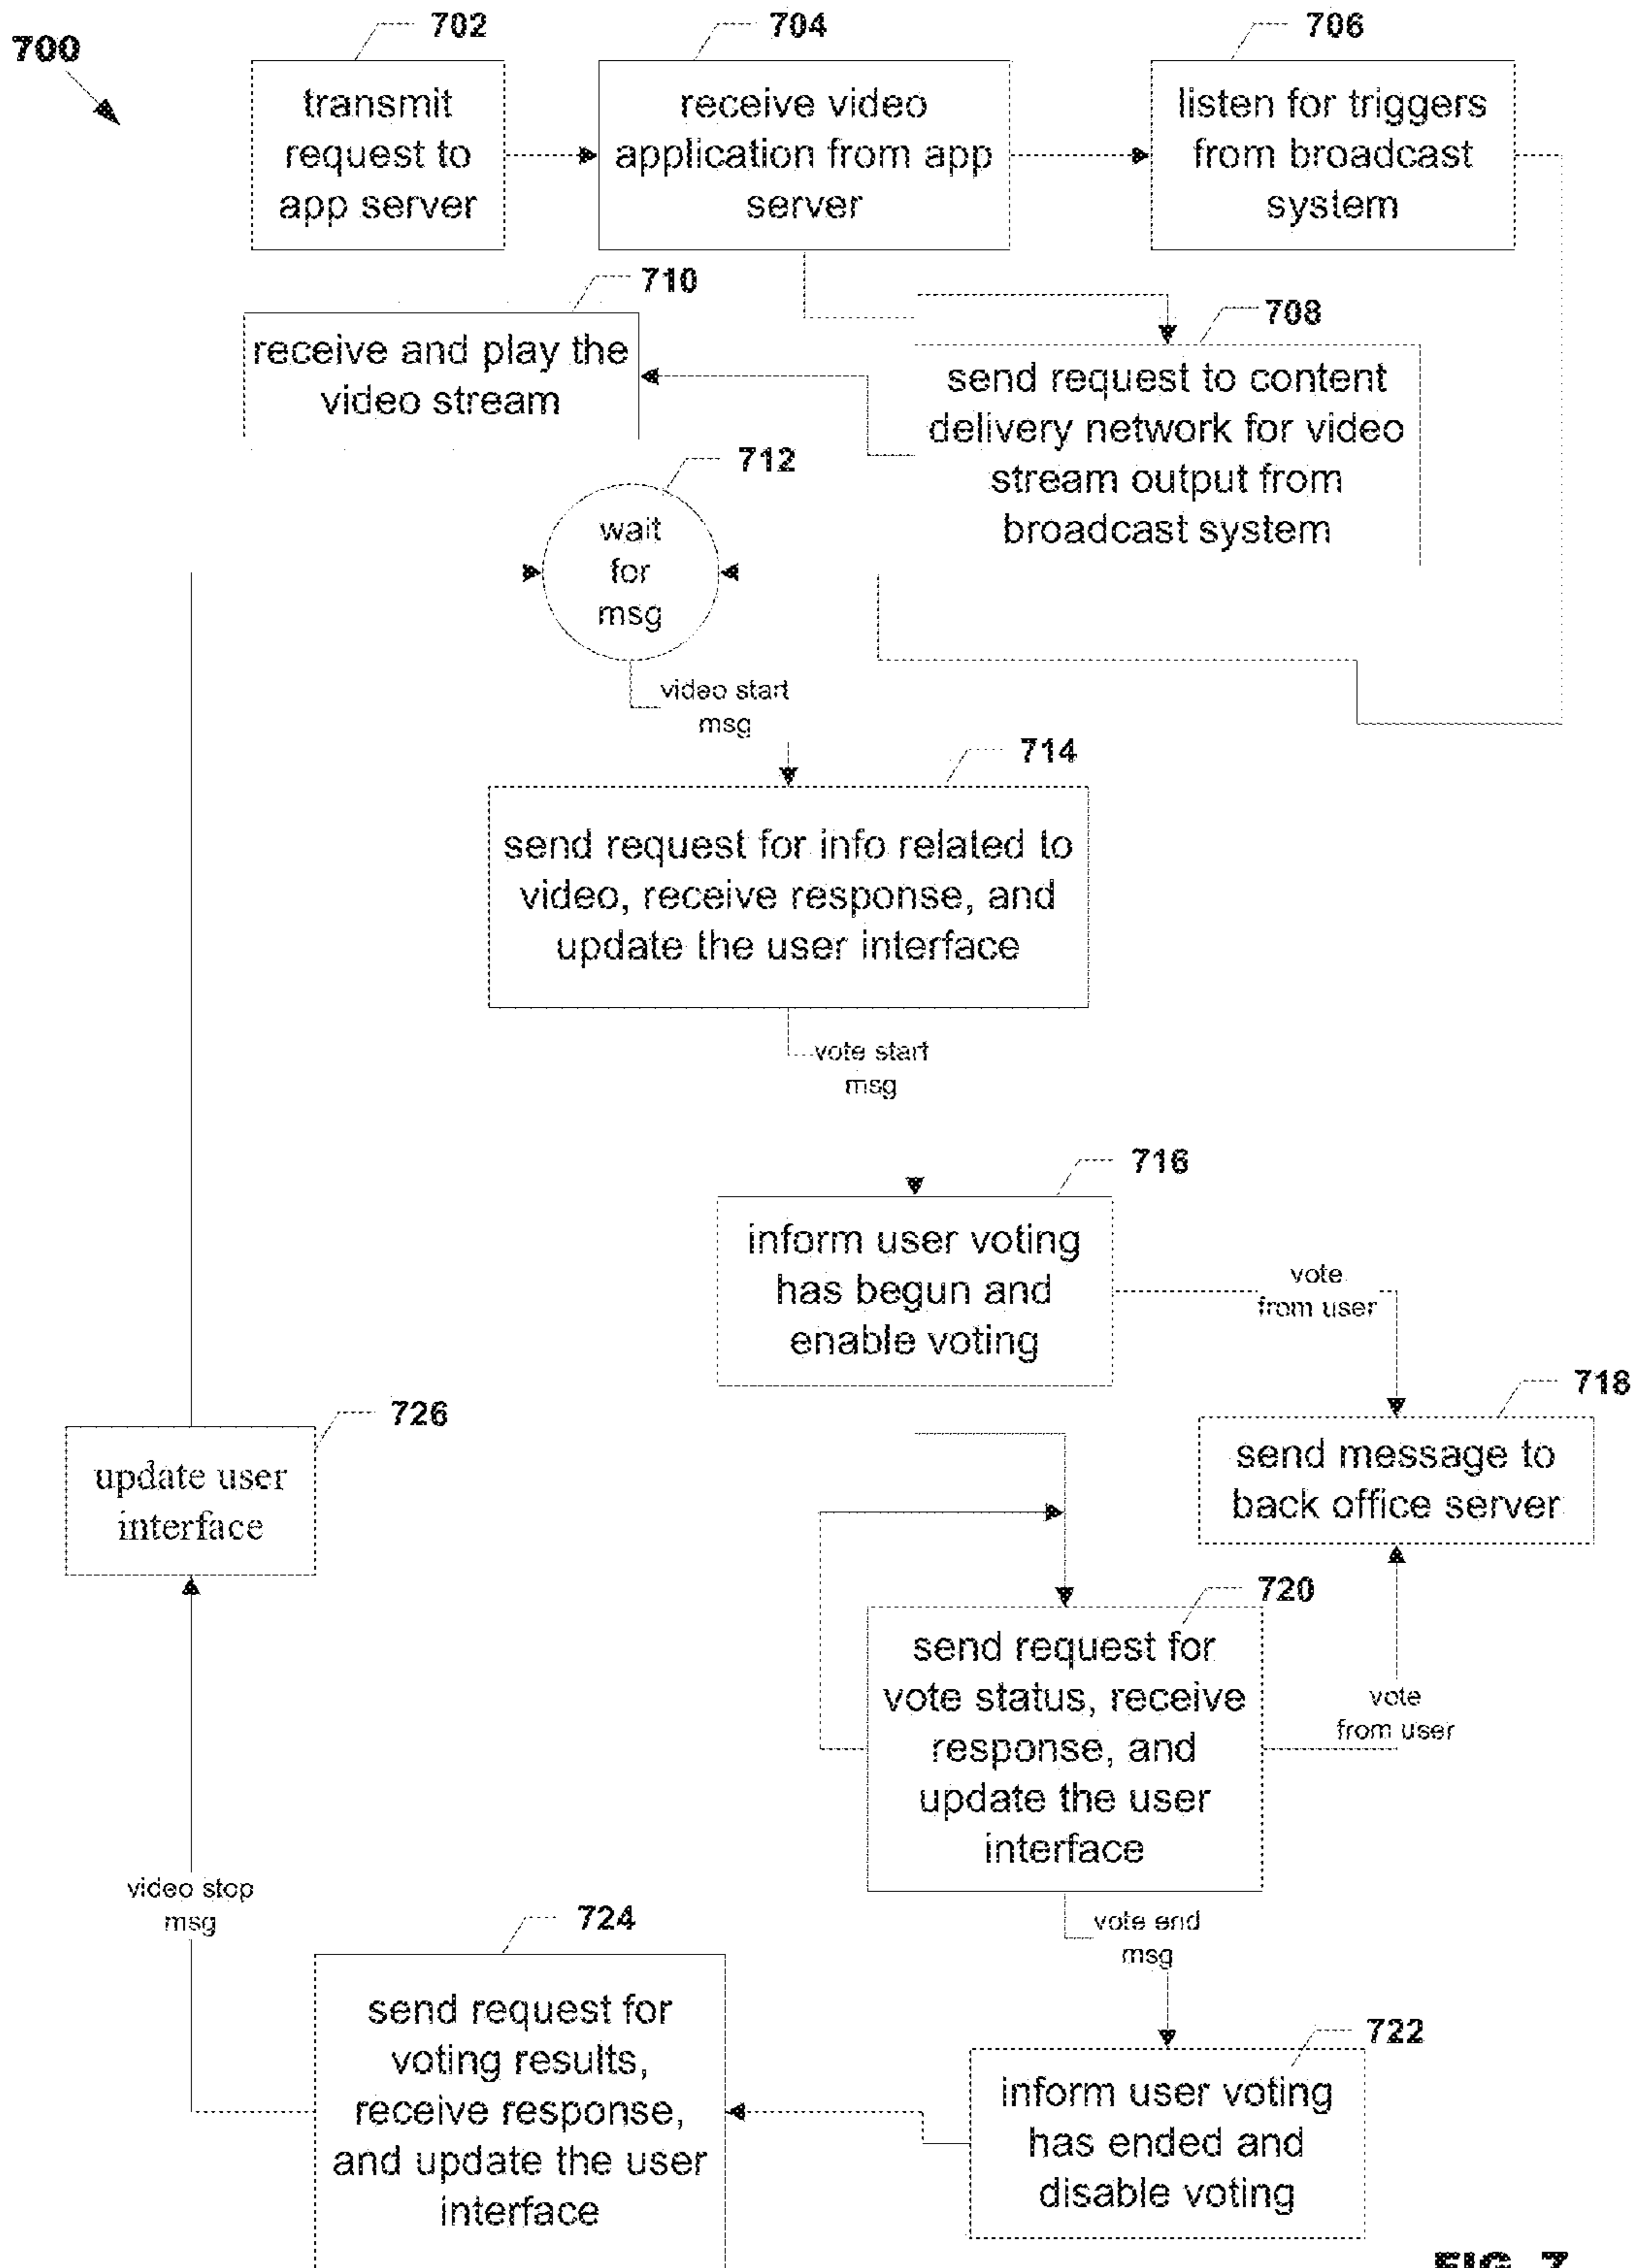 700
702
transmit
request to
app server
704
receive video
application from app
server
706
listen for triggers
from broadcast
system
710
receive and play the
video stream
708
send request to content
delivery network for video
stream output from
broadcast system
712
wait
for
msg
video start
msg
714
send request for info related to
video, receive response, and
update the user interface
vote start
msg
716
inform user voting
has begun and
enable voting
vote
from user
718
send message to
back office server
726
update user
interface
720
send request for
vote status, receive
response, and
update the user
interface
vote
from user
video stop
msg
vote end
msg
724
send request for
voting results,
receive response,
and update the user
interface
722
inform user voting
has ended and
disable voting
FIG. 7